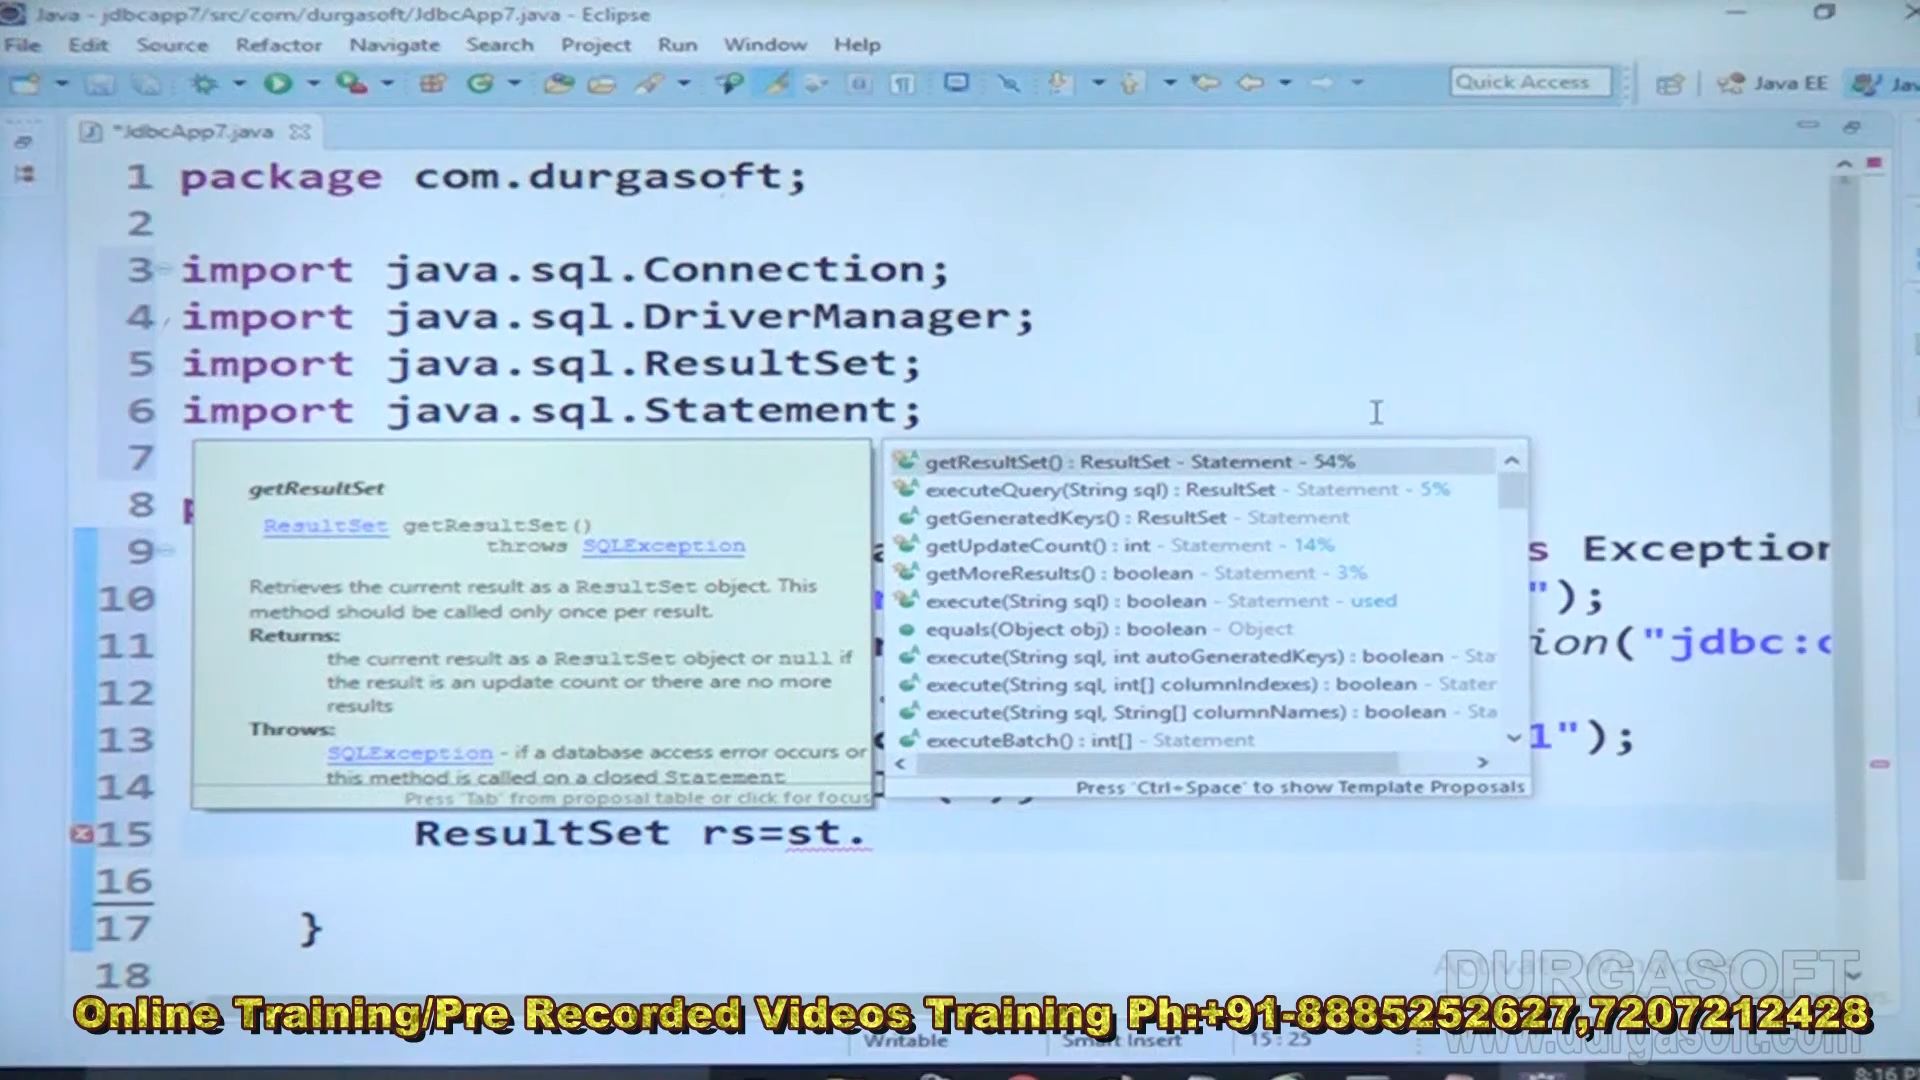 Java - jdbcapp7/src/com/durgasoft/JdbcApp7.java - Eclipse
File Edit Source Refactor Navigate Search Project Run Window Help
Quick Access Java EE
*JdbcApp7.java
1 package com.durgasoft;
2
3 import java.sql.Connection;
4 import java.sql.DriverManager;
5 import java.sql.ResultSet;
6 import java.sql.Statement;
7
8 p
9 s Exception
10 ");
11 ion("jdbc:o
12
13 1");
14
15 ResultSet rs=st.
16
17 }
18
getResultSet
ResultSet getResultSet()
throws SQLException
Retrieves the current result as a ResultSet object. This
method should be called only once per result.
Returns:
the current result as a ResultSet object or null if
the result is an update count or there are no more
results
Throws:
SQLException - if a database access error occurs or
this method is called on a closed Statement
Press 'Tab' from proposal table or click for focus
getResultSet() : ResultSet - Statement - 54%
executeQuery(String sql) : ResultSet - Statement - 5%
getGeneratedKeys() : ResultSet - Statement
getUpdateCount() : int - Statement - 14%
getMoreResults() : boolean - Statement - 3%
execute(String sql) : boolean - Statement - used
equals(Object obj) : boolean - Object
execute(String sql, int autoGeneratedKeys) : boolean - Sta
execute(String sql, int[] columnIndexes) : boolean - Stater
execute(String sql, String[] columnNames) : boolean - Sta
executeBatch() : int[] - Statement
Press 'Ctrl+Space' to show Template Proposals
DURGASOFT
Online Training/Pre Recorded Videos Training Ph:+91-8885252627,7207212428
www.durgasoft.com
Writable Smart Insert 15:25
8:16 P